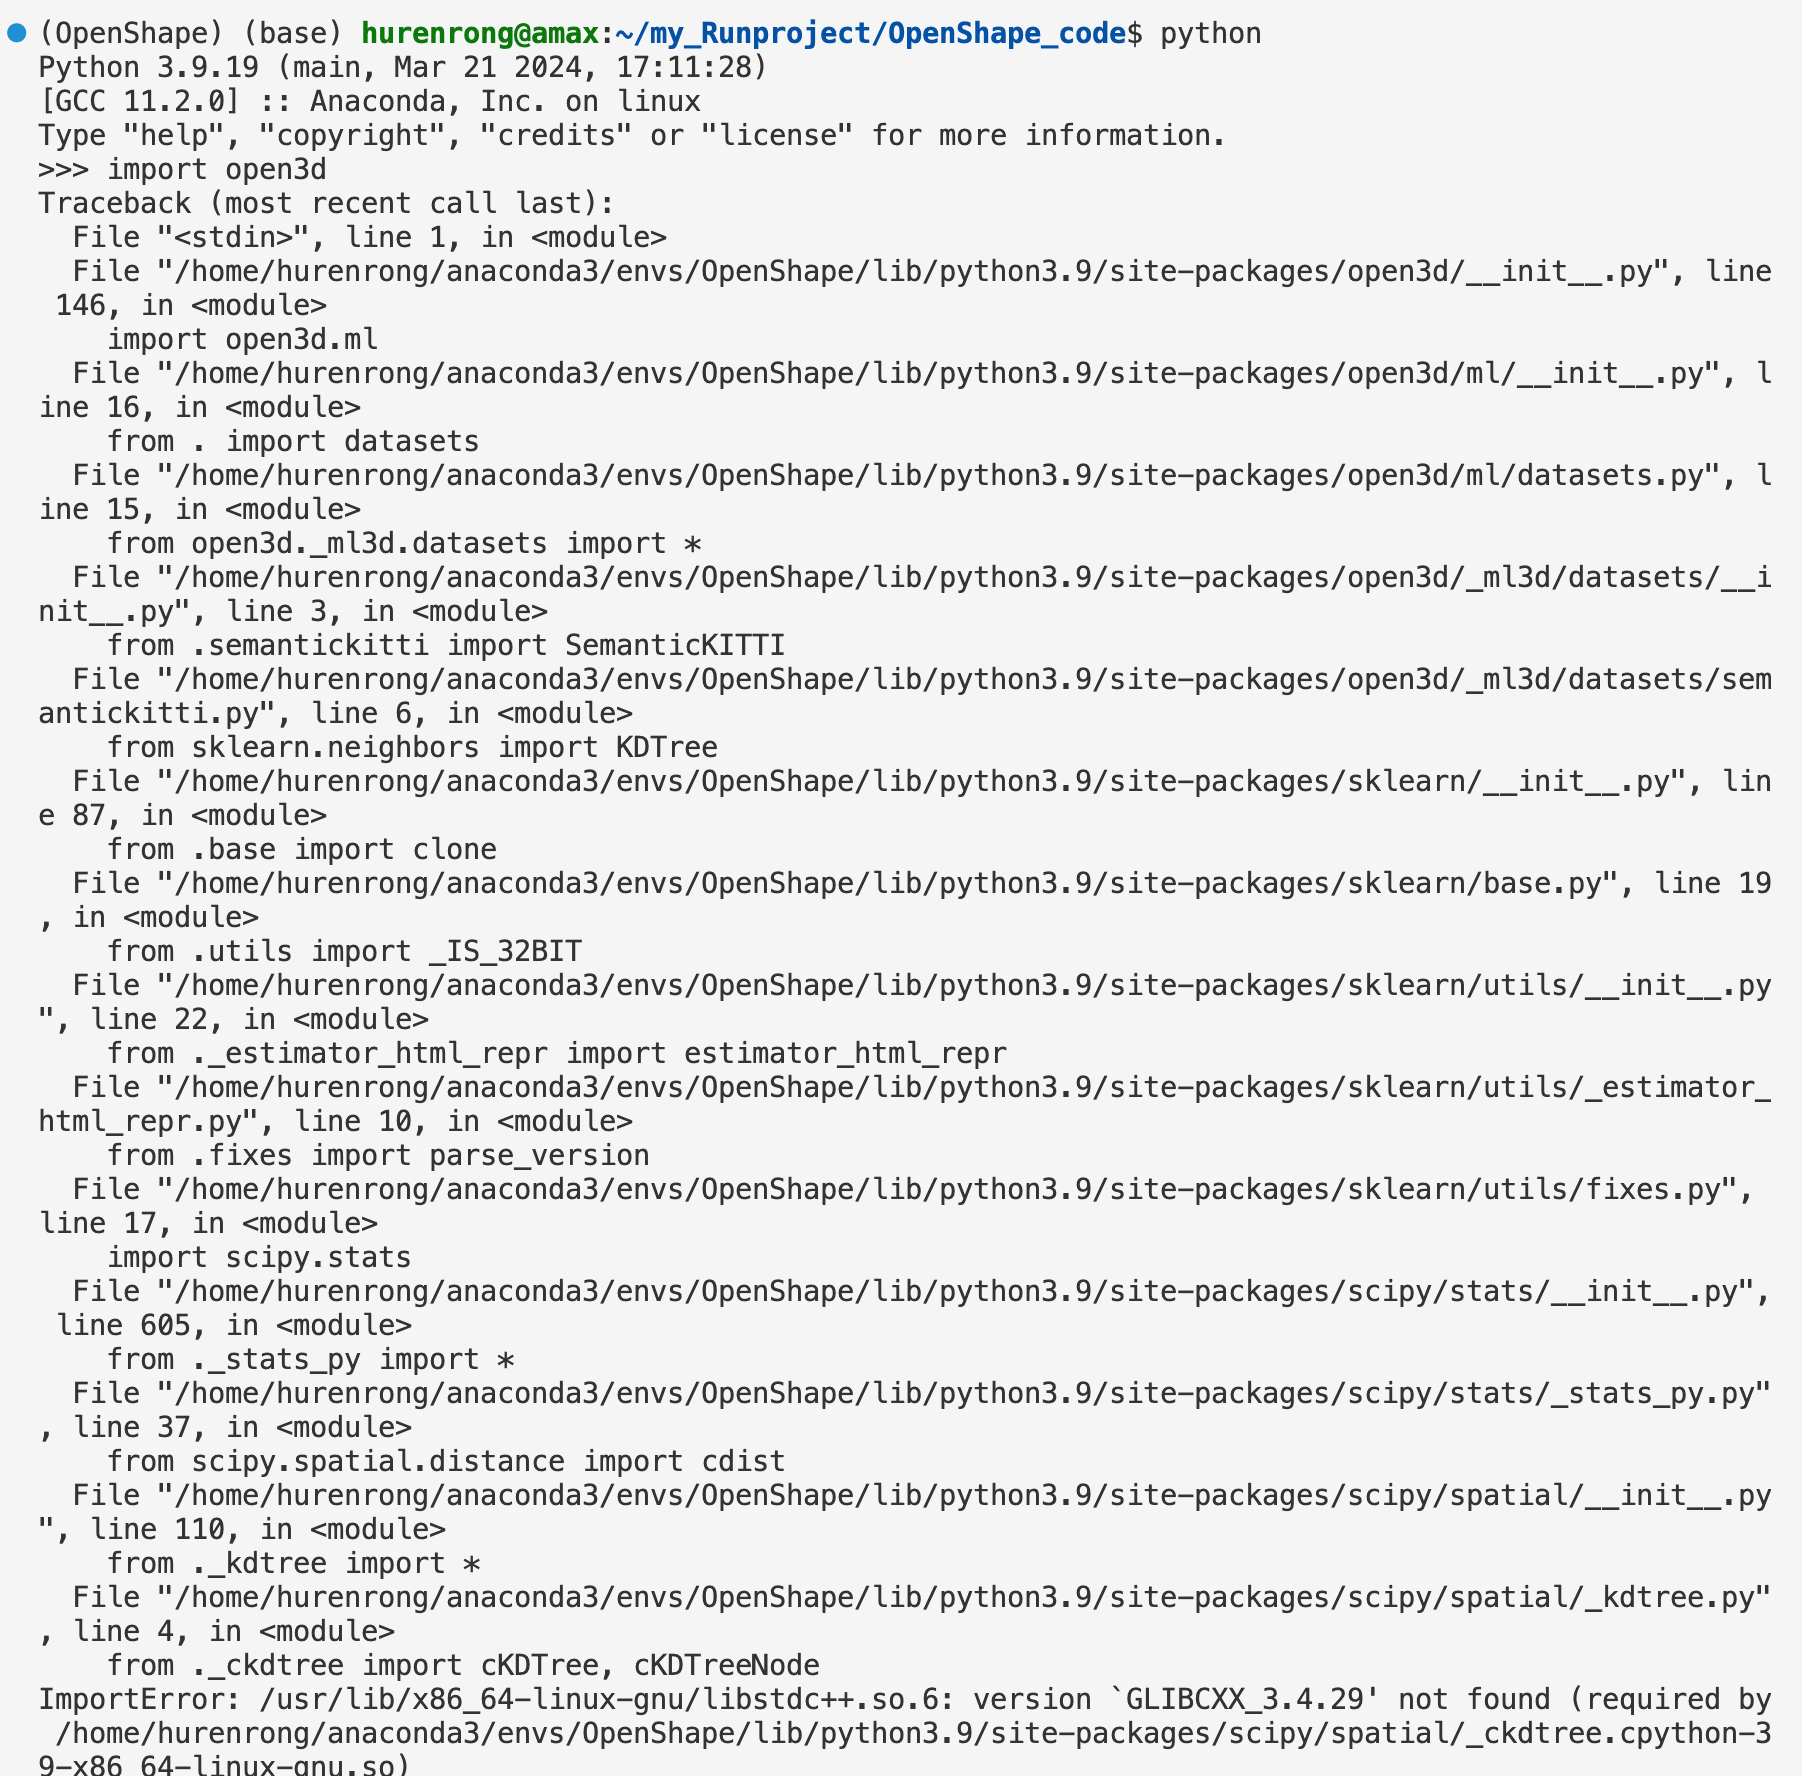 (OpenShape) (base) hurenrong@amax:~/my_Runproject/OpenShape_code$ python
Python 3.9.19 (main, Mar 21 2024, 17:11:28)
[GCC 11.2.0] :: Anaconda, Inc. on linux
Type "help", "copyright", "credits" or "license" for more information.
>>> import open3d
Traceback (most recent call last):
  File "<stdin>", line 1, in <module>
  File "/home/hurenrong/anaconda3/envs/OpenShape/lib/python3.9/site-packages/open3d/__init__.py", line
 146, in <module>
    import open3d.ml
  File "/home/hurenrong/anaconda3/envs/OpenShape/lib/python3.9/site-packages/open3d/ml/__init__.py", l
ine 16, in <module>
    from . import datasets
  File "/home/hurenrong/anaconda3/envs/OpenShape/lib/python3.9/site-packages/open3d/ml/datasets.py", l
ine 15, in <module>
    from open3d._ml3d.datasets import *
  File "/home/hurenrong/anaconda3/envs/OpenShape/lib/python3.9/site-packages/open3d/_ml3d/datasets/__i
nit__.py", line 3, in <module>
    from .semantickitti import SemanticKITTI
  File "/home/hurenrong/anaconda3/envs/OpenShape/lib/python3.9/site-packages/open3d/_ml3d/datasets/sem
antickitti.py", line 6, in <module>
    from sklearn.neighbors import KDTree
  File "/home/hurenrong/anaconda3/envs/OpenShape/lib/python3.9/site-packages/sklearn/__init__.py", lin
e 87, in <module>
    from .base import clone
  File "/home/hurenrong/anaconda3/envs/OpenShape/lib/python3.9/site-packages/sklearn/base.py", line 19
, in <module>
    from .utils import _IS_32BIT
  File "/home/hurenrong/anaconda3/envs/OpenShape/lib/python3.9/site-packages/sklearn/utils/__init__.py
", line 22, in <module>
    from ._estimator_html_repr import estimator_html_repr
  File "/home/hurenrong/anaconda3/envs/OpenShape/lib/python3.9/site-packages/sklearn/utils/_estimator_
html_repr.py", line 10, in <module>
    from .fixes import parse_version
  File "/home/hurenrong/anaconda3/envs/OpenShape/lib/python3.9/site-packages/sklearn/utils/fixes.py",
line 17, in <module>
    import scipy.stats
  File "/home/hurenrong/anaconda3/envs/OpenShape/lib/python3.9/site-packages/scipy/stats/__init__.py",
 line 605, in <module>
    from ._stats_py import *
  File "/home/hurenrong/anaconda3/envs/OpenShape/lib/python3.9/site-packages/scipy/stats/_stats_py.py"
, line 37, in <module>
    from scipy.spatial.distance import cdist
  File "/home/hurenrong/anaconda3/envs/OpenShape/lib/python3.9/site-packages/scipy/spatial/__init__.py
", line 110, in <module>
    from ._kdtree import *
  File "/home/hurenrong/anaconda3/envs/OpenShape/lib/python3.9/site-packages/scipy/spatial/_kdtree.py"
, line 4, in <module>
    from ._ckdtree import cKDTree, cKDTreeNode
ImportError: /usr/lib/x86_64-linux-gnu/libstdc++.so.6: version `GLIBCXX_3.4.29' not found (required by
 /home/hurenrong/anaconda3/envs/OpenShape/lib/python3.9/site-packages/scipy/spatial/_ckdtree.cpython-3
9-x86_64-linux-gnu.so)